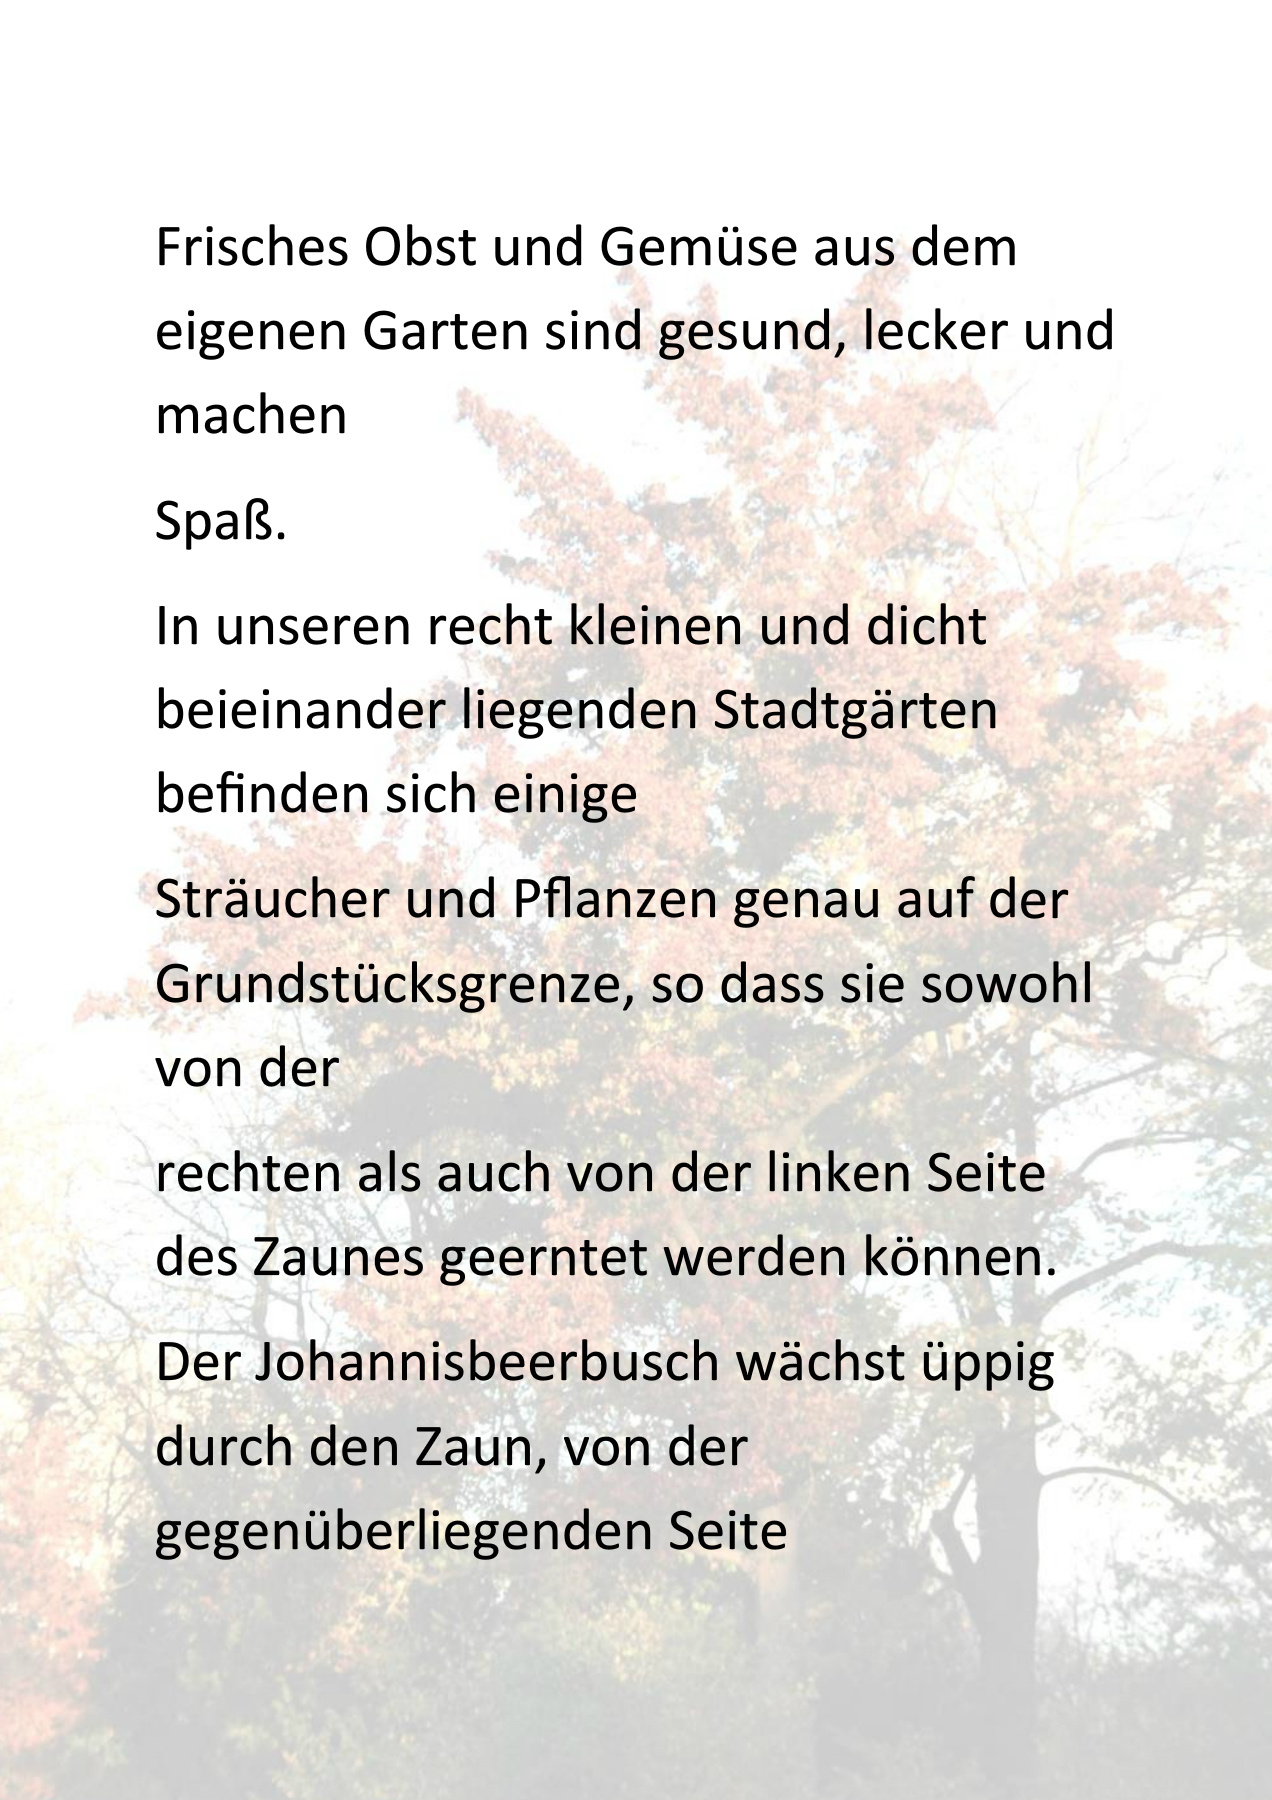 Frisches Obst und Gemüse aus dem
eigenen Garten sind gesund, lecker und
machen
Spaß.
In unseren recht kleinen und dicht
beieinander liegenden Stadtgärten
befinden sich einige
Sträucher und Pflanzen genau auf der
Grundstücksgrenze, so dass sie sowohl
von der
rechten als auch von der linken Seite
des Zaunes geerntet werden können.
Der Johannisbeerbusch wächst üppig
durch den Zaun, von der
gegenüberliegenden Seite